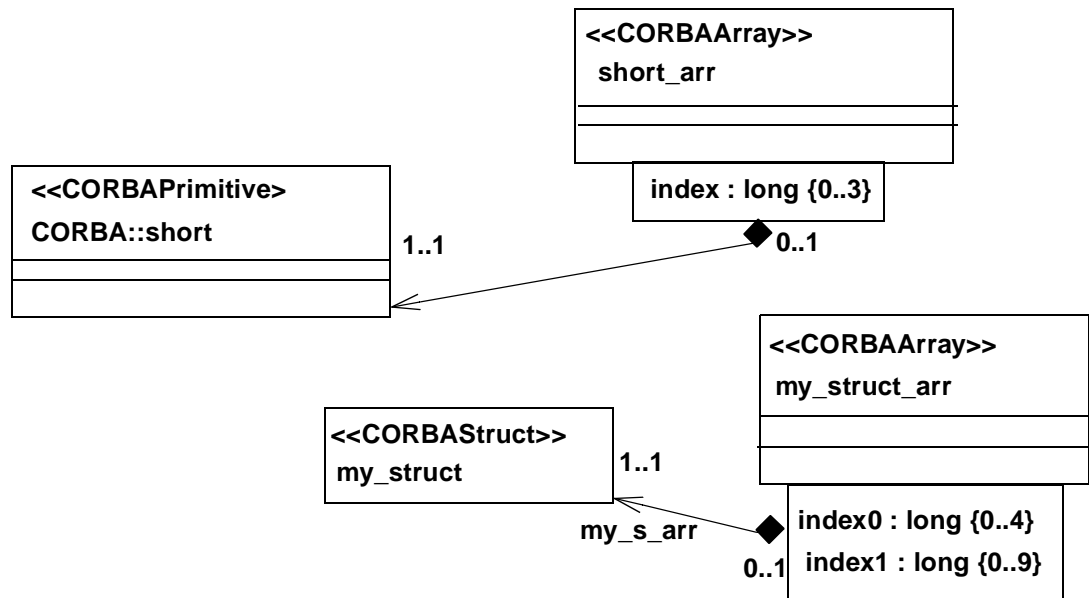 <<CORBAArray>>
short_arr
index : long {0..3}
<<CORBAPrimitive>
CORBA::short
1..1
0..1
<<CORBAArray>>
my_struct_arr
<<CORBAStruct>>
my_struct
1..1
my_s_arr
0..1
index0 : long {0..4}
index1 : long {0..9}